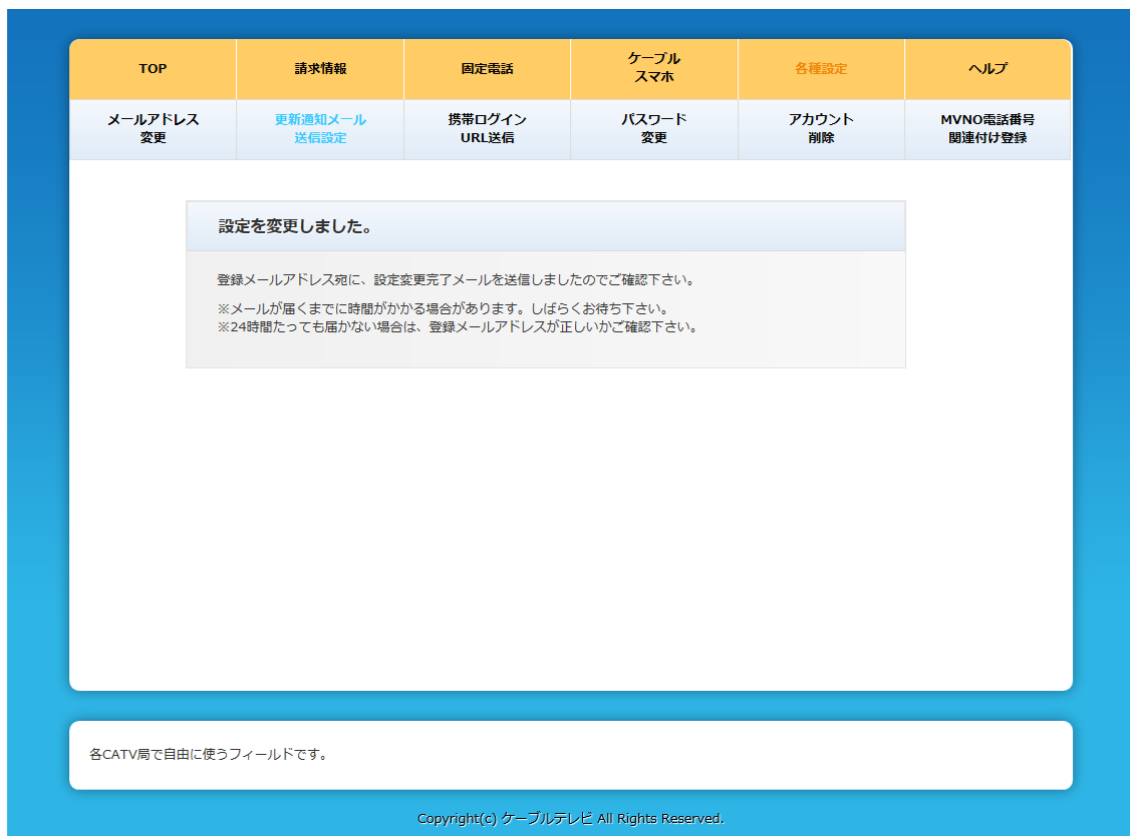 TOP
請求情報
固定電話
ケーブル
スマホ
各種設定
ヘルプ
メールアドレス
変更
更新通知メール
送信設定
携帯ログイン
URL送信
パスワード
変更
アカウント
削除
MVNO電話番号
関連付け登録
設定を変更しました。
登録メールアドレス宛に、設定変更完了メールを送信しましたのでご確認下さい。
※メールが届くまでに時間がかかる場合があります。しばらくお待ち下さい。
※24時間たっても届かない場合は、登録メールアドレスが正しいかご確認下さい。
各CATV局で自由に使うフィールドです。
Copyright(c) ケーブルテレビ All Rights Reserved.